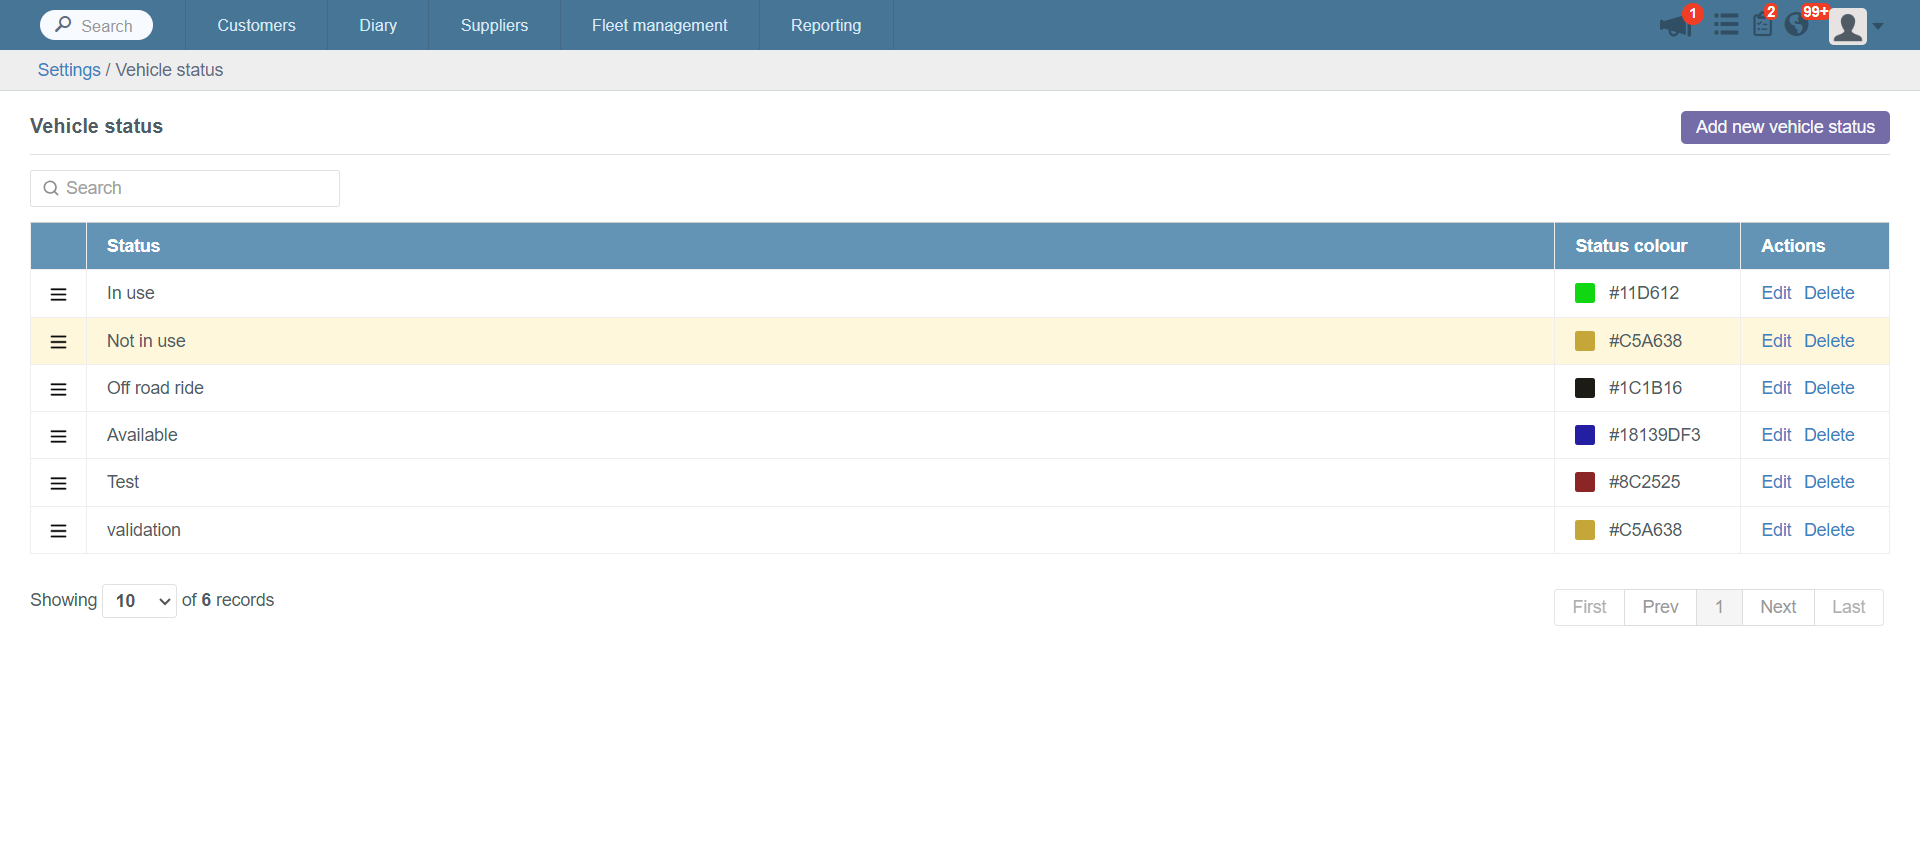 Search Customers Diary Suppliers Fleet management Reporting 1 2 99+
Settings / Vehicle status
Vehicle status Add new vehicle status
Search
Status Status colour Actions
In use #11D612 Edit Delete
Not in use #C5A638 Edit Delete
Off road ride #1C1B16 Edit Delete
Available #18139DF3 Edit Delete
Test #8C2525 Edit Delete
validation #C5A638 Edit Delete
Showing 10 of 6 records First Prev 1 Next Last